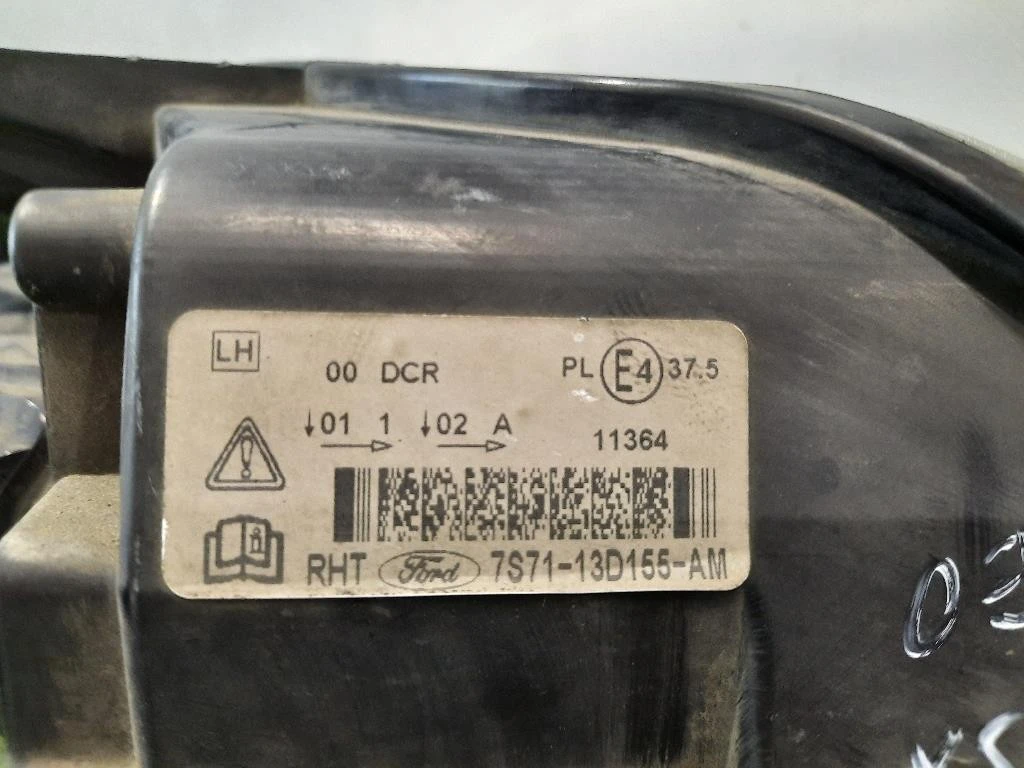 LH
00 DCR
PL E4 37.5
↓01 1 ↓02 A
11364
RHT Ford 7S71-13D155-AM